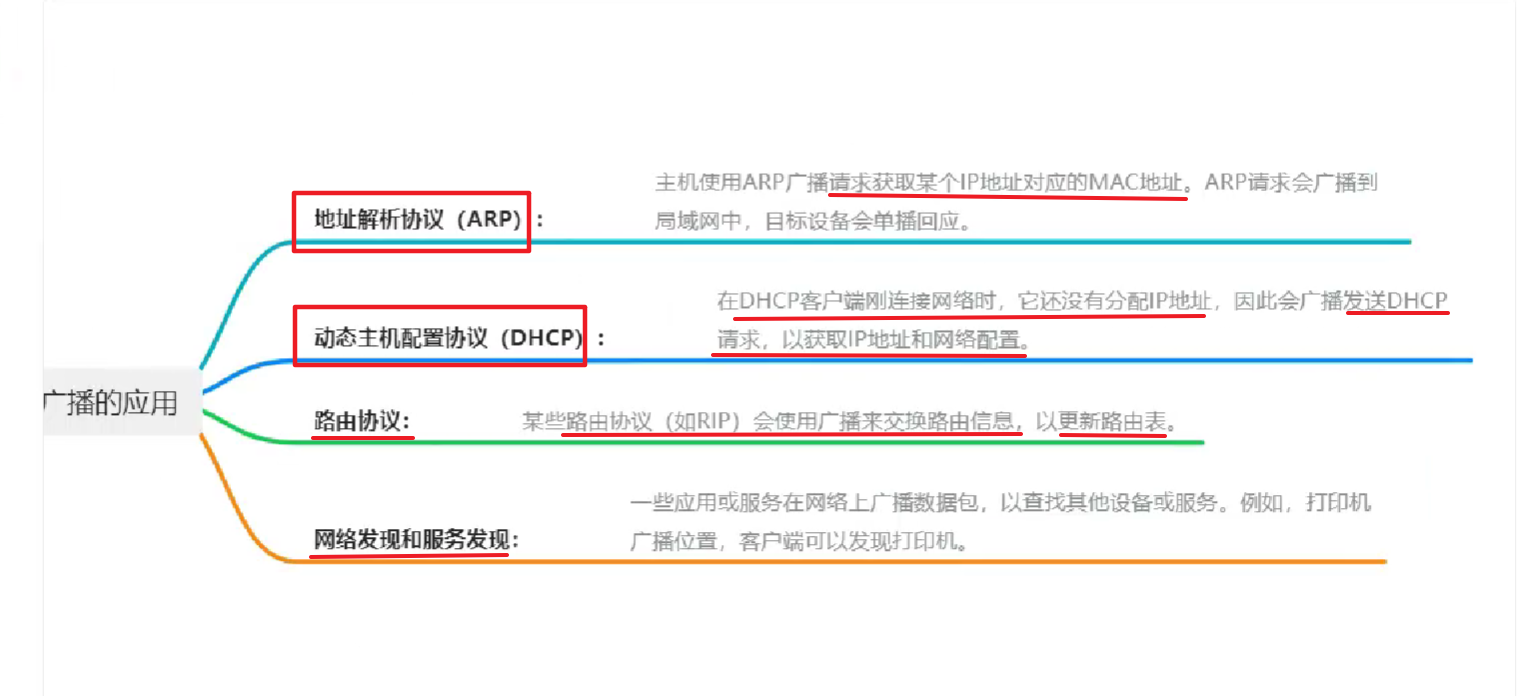 主机使用ARP广播请求获取某个IP地址对应的MAC地址。ARP请求会广播到
地址解析协议（ARP）：
局域网中，目标设备会单播回应。
在DHCP客户端刚连接网络时，它还没有分配IP地址，因此会广播发送DHCP
动态主机配置协议（DHCP）：
请求，以获取IP地址和网络配置。
广播的应用
路由协议：
某些路由协议（如RIP）会使用广播来交换路由信息，以更新路由表。
一些应用或服务在网络上广播数据包，以查找其他设备或服务。例如，打印机
网络发现和服务发现：
广播位置，客户端可以发现打印机。